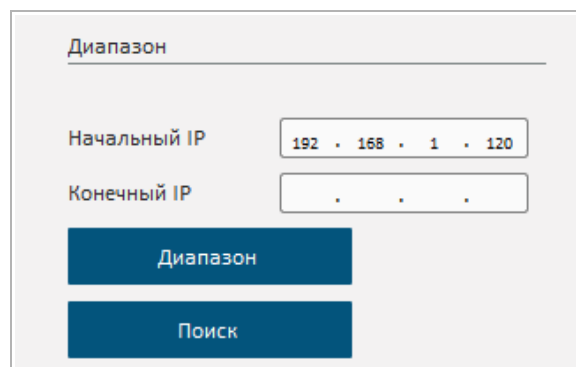 Диапазон
Начальный IP 192 . 168 . 1 . 120
Конечный IP . . .
Диапазон
Поиск